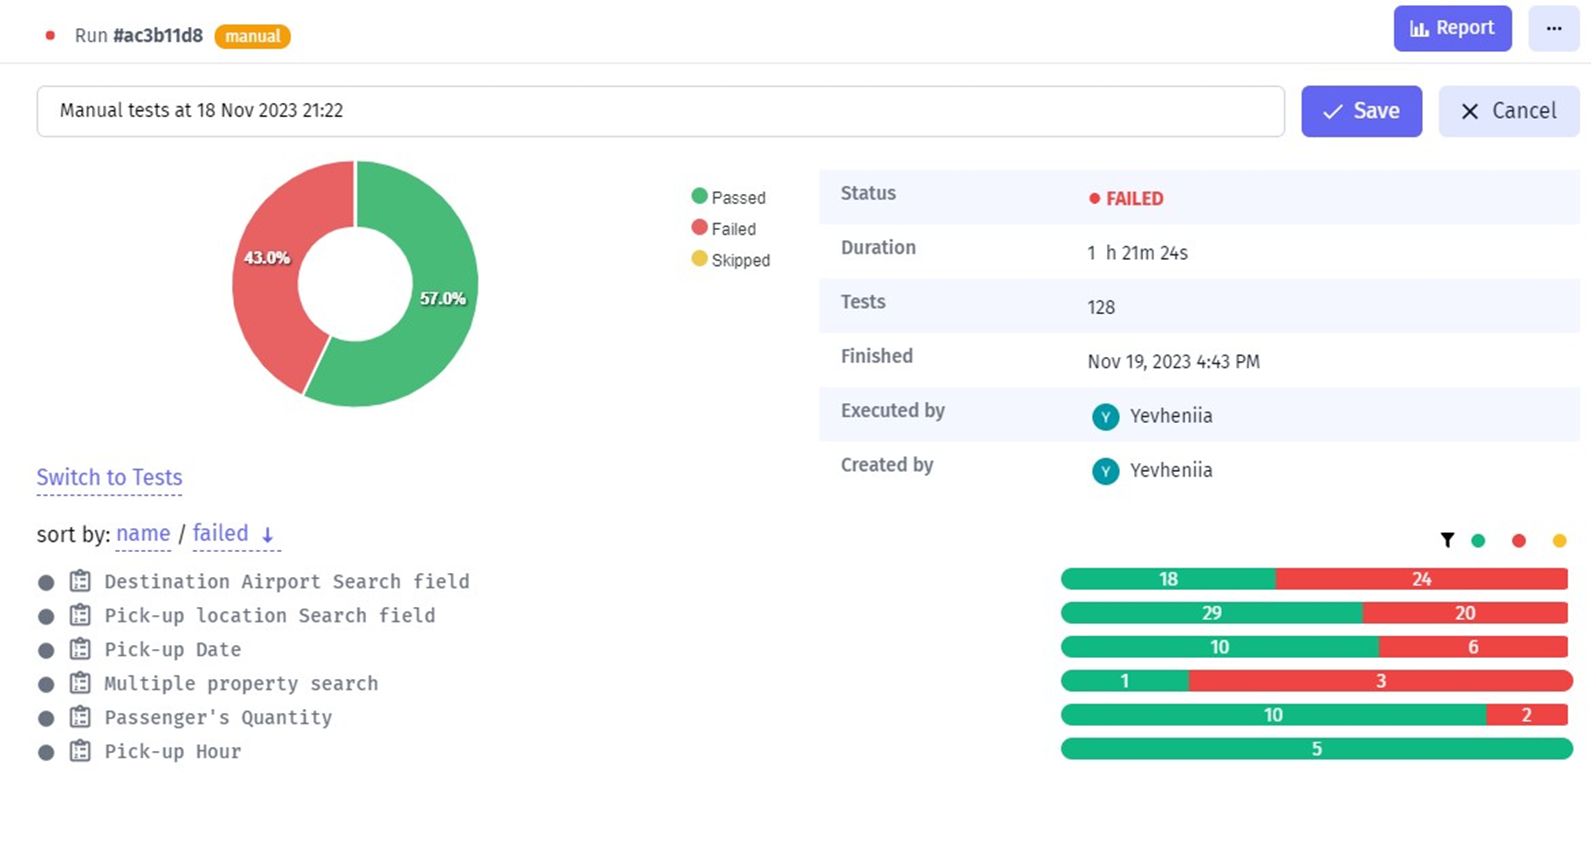 Run #ac3b11d8 manual
Report
...
Manual tests at 18 Nov 2023 21:22
Save
Cancel
43.0%
57.0%
Passed
Failed
Skipped
Status FAILED
Duration 1 h 21m 24s
Tests 128
Finished Nov 19, 2023 4:43 PM
Executed by Y Yevheniia
Created by Y Yevheniia
Switch to Tests
sort by: name / failed ↓
Destination Airport Search field 18 24
Pick-up location Search field 29 20
Pick-up Date 10 6
Multiple property search 1 3
Passenger's Quantity 10 2
Pick-up Hour 5